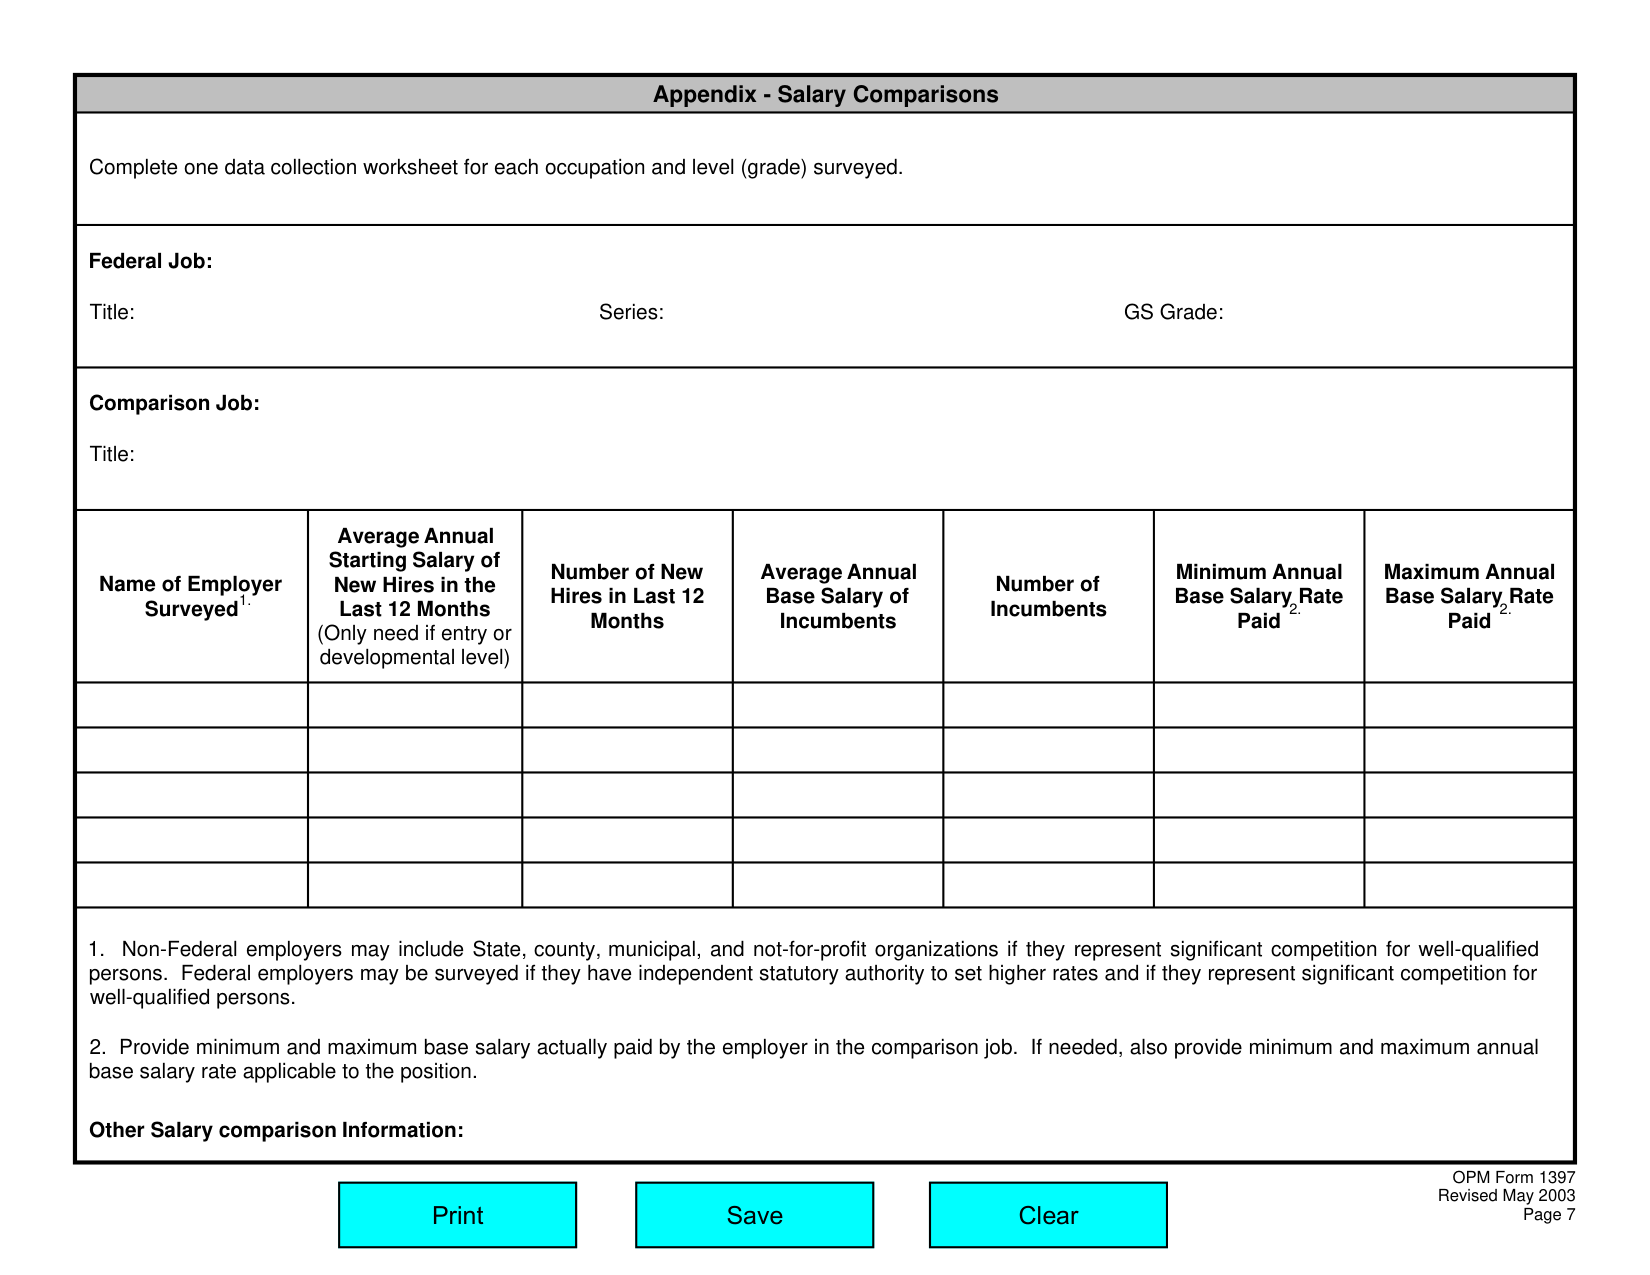 Appendix - Salary Comparisons
Complete one data collection worksheet for each occupation and level (grade) surveyed.
Federal Job:
Title:
Series:
GS Grade:
Comparison Job:
Title:
Name of Employer
Surveyed1.
Average Annual
Starting Salary of
New Hires in the
Last 12 Months
(Only need if entry or
developmental level)
Number of New
Hires in Last 12
Months
Average Annual
Base Salary of
Incumbents
Number of
Incumbents
Minimum Annual
Base Salary Rate
Paid 2.
Maximum Annual
Base Salary Rate
Paid 2.
1. Non-Federal employers may include State, county, municipal, and not-for-profit organizations if they represent significant competition for well-qualified
persons. Federal employers may be surveyed if they have independent statutory authority to set higher rates and if they represent significant competition for
well-qualified persons.
2. Provide minimum and maximum base salary actually paid by the employer in the comparison job. If needed, also provide minimum and maximum annual
base salary rate applicable to the position.
Other Salary comparison Information:
OPM Form 1397
Revised May 2003
Page 7
Print
Save
Clear